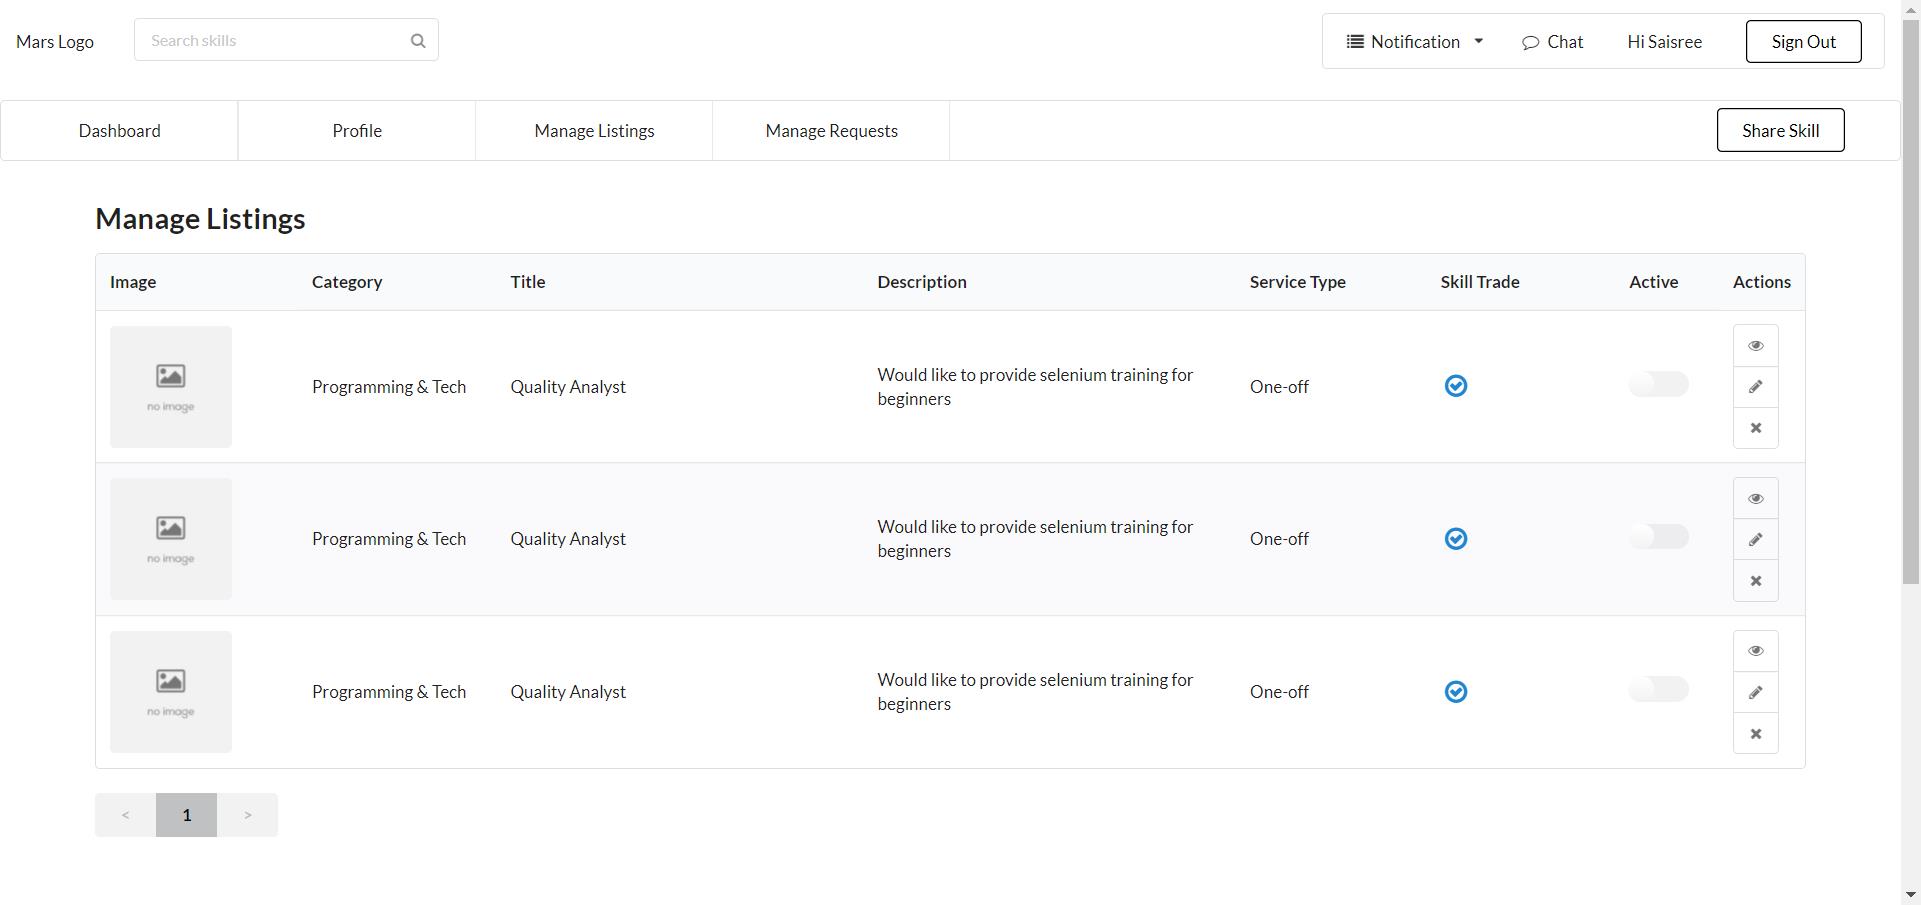 Mars Logo
Search skills
Notification
Chat
Hi Saisree
Sign Out
Dashboard
Profile
Manage Listings
Manage Requests
Share Skill
Manage Listings
Image
Category
Title
Description
Service Type
Skill Trade
Active
Actions
no image
Programming & Tech
Quality Analyst
Would like to provide selenium training for
beginners
One-off
no image
Programming & Tech
Quality Analyst
Would like to provide selenium training for
beginners
One-off
no image
Programming & Tech
Quality Analyst
Would like to provide selenium training for
beginners
One-off
< 1 >